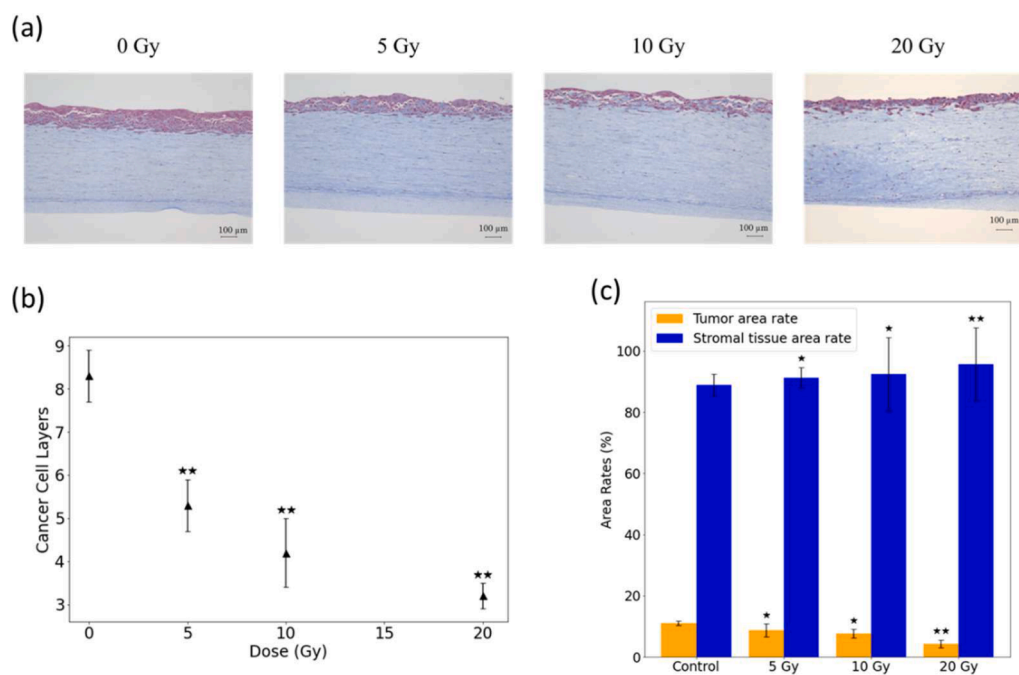 (a)
0 Gy
5 Gy
10 Gy
20 Gy
100 µm
100 µm
100 µm
100 µm
(b)
Cancer Cell Layers
9
8
7
6
5
4
3
★★
★★
★★
0
5
10
15
20
Dose (Gy)
(c)
Tumor area rate
Stromal tissue area rate
Area Rates (%)
100
80
60
40
20
0
★
★
★★
★
★
★★
Control
5 Gy
10 Gy
20 Gy